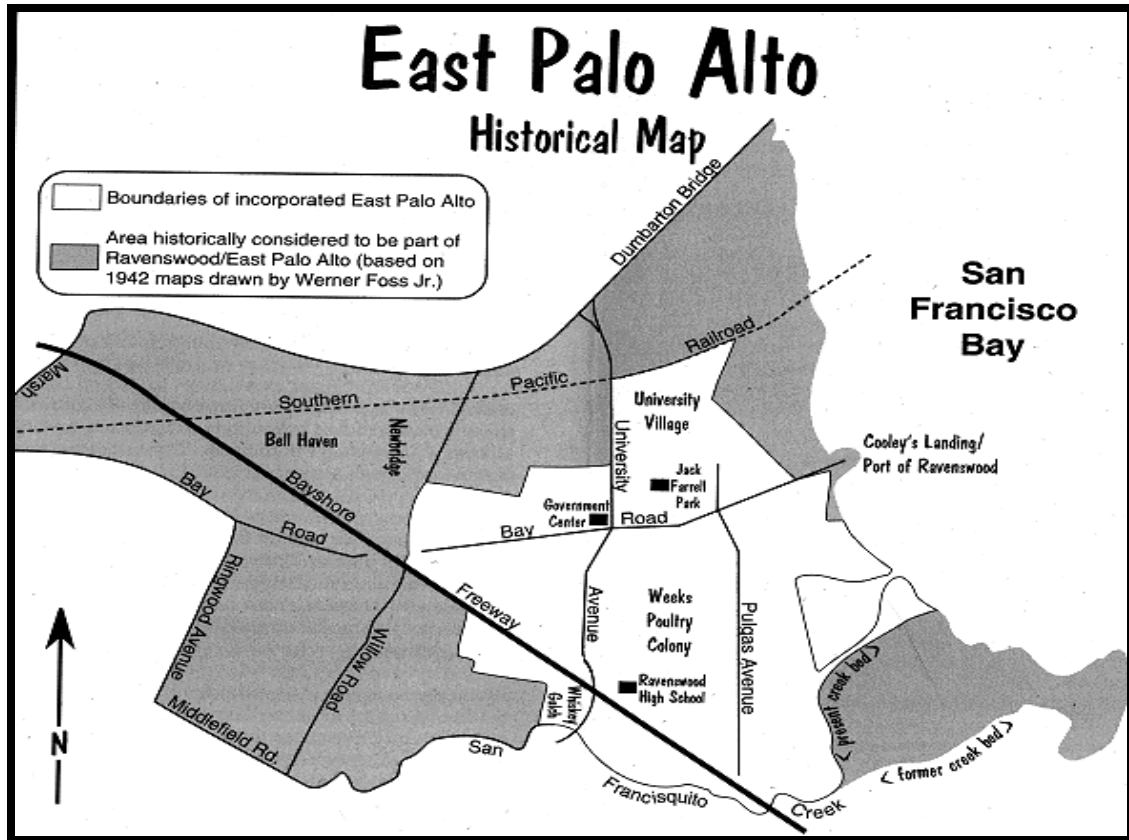 East Palo Alto
Historical Map
Boundaries of incorporated East Palo Alto
Area historically considered to be part of
Ravenswood/East Palo Alto (based on
1942 maps drawn by Werner Foss Jr.)
Dumbarton Bridge
San
Francisco
Bay
Marsh
Southern
Pacific
Railroad
Bell Haven
Newbridge
University
Village
University
Cooley's Landing/
Port of Ravenswood
Jack
Farrell
Park
Government
Center
Bay
Road
Bayshore
Bay
Road
Ringwood Avenue
Willow Road
Freeway
Avenue
Weeks
Poultry
Colony
Pulgas Avenue
Ravenswood
High School
Whiskey
Gulch
Middlefield Rd.
N
San
Francisquito
Creek
< present creek bed >
< former creek bed >